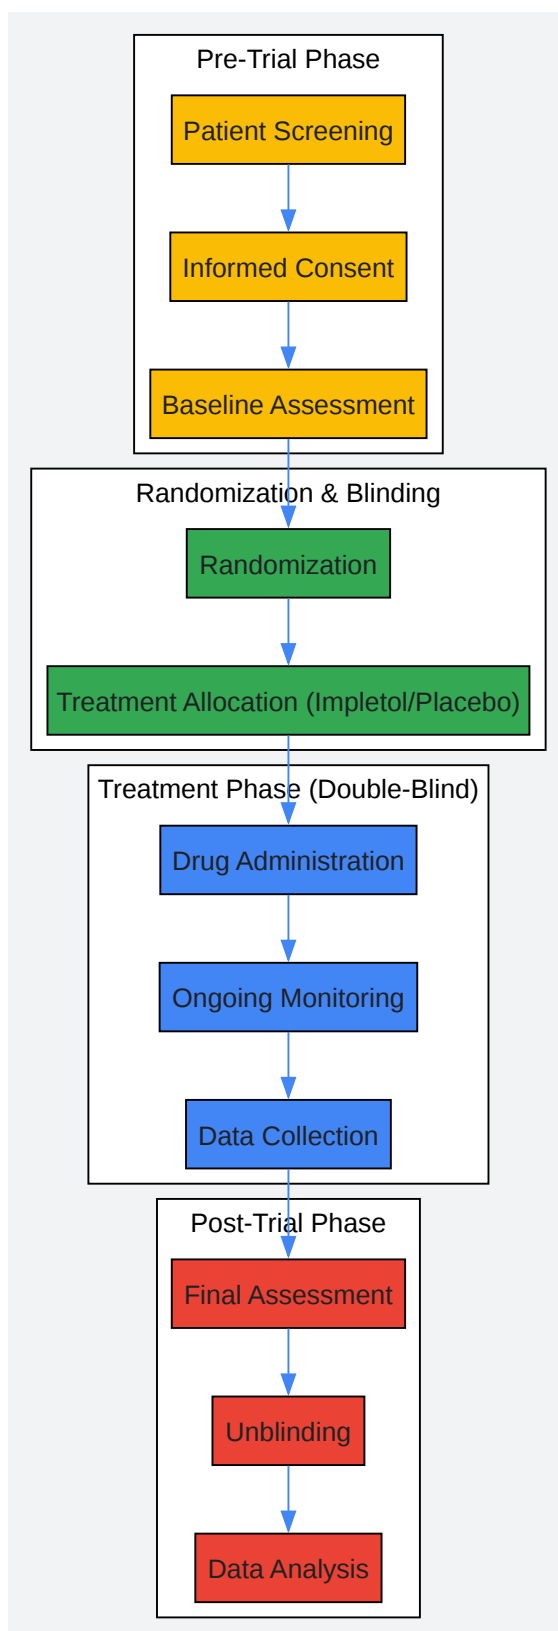 Pre-Trial Phase
Patient Screening
Informed Consent
Baseline Assessment
Randomization & Blinding
Randomization
Treatment Allocation (Impletol/Placebo)
Treatment Phase (Double-Blind)
Drug Administration
Ongoing Monitoring
Data Collection
Post-Trial Phase
Final Assessment
Unblinding
Data Analysis